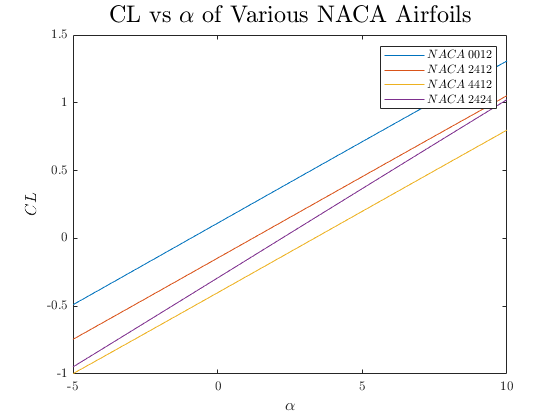 CL vs α of Various NACA Airfoils
1.5
1
0.5
0
-0.5
-1
CL
NACA 0012
NACA 2412
NACA 4412
NACA 2424
-5
0
5
10
α